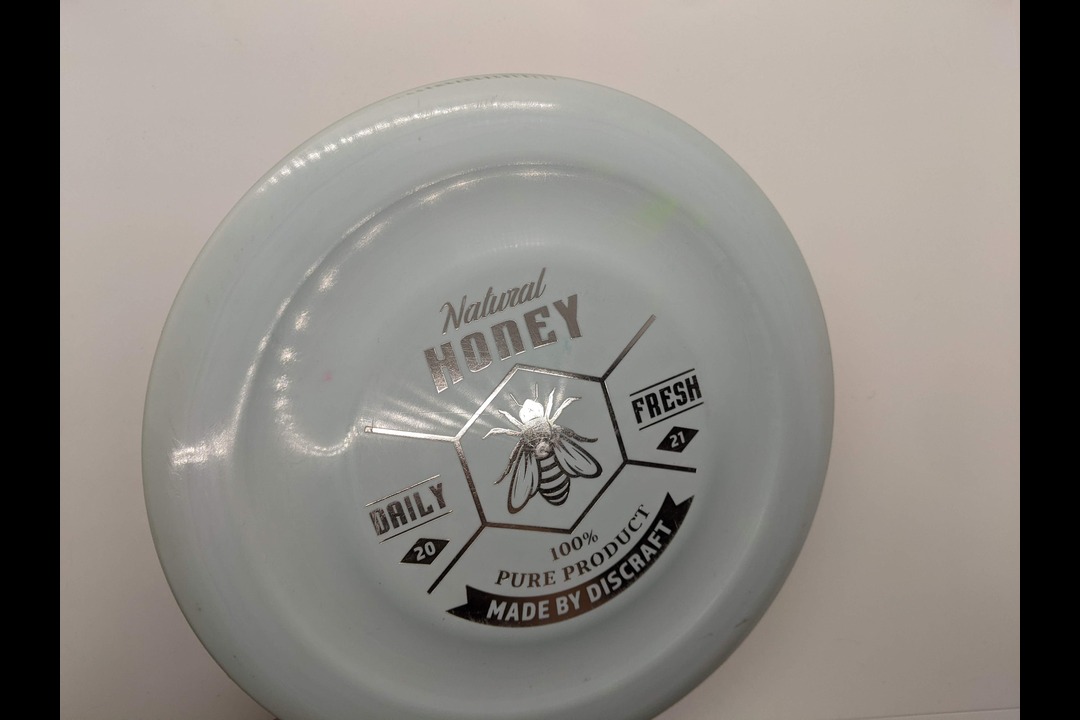 Natural
HONEY
FRESH
21
DAILY
20
100%
PURE PRODUCT
MADE BY DISCRAFT